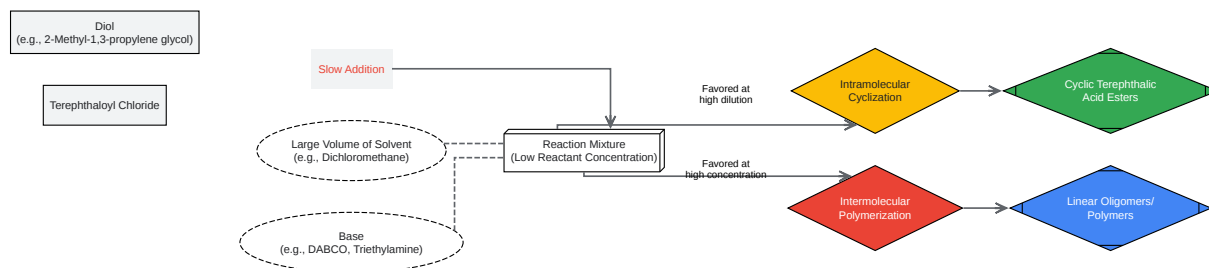 Diol
(e.g., 2-Methyl-1,3-propylene glycol)
Terephthaloyl Chloride
Slow Addition
Large Volume of Solvent
(e.g., Dichloromethane)
Base
(e.g., DABCO, Triethylamine)
Reaction Mixture
(Low Reactant Concentration)
Favored at
high dilution
Favored at
high concentration
Intramolecular
Cyclization
Intermolecular
Polymerization
Cyclic Terephthalic
Acid Esters
Linear Oligomers/
Polymers